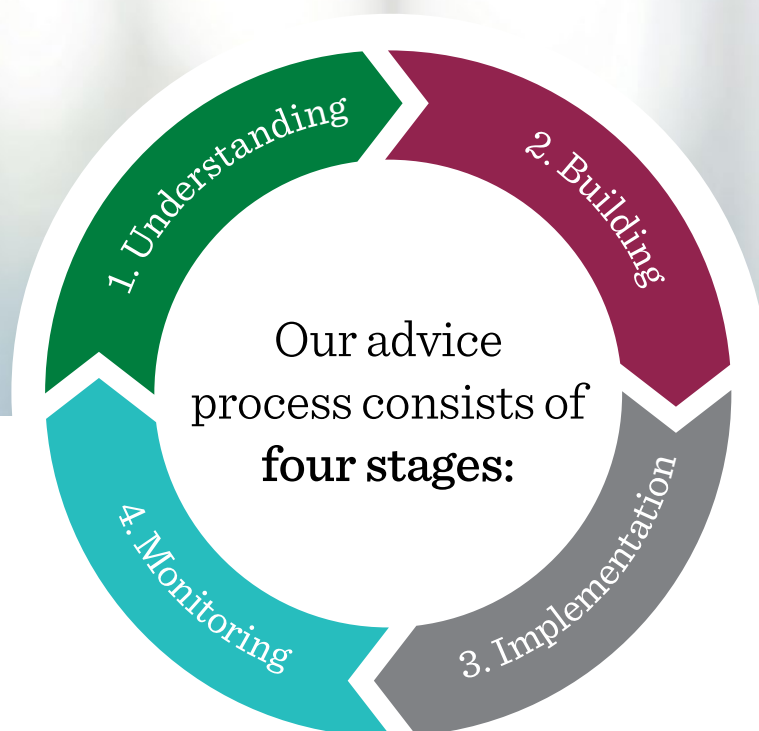 1. Understanding
2. Building
Our advice
process consists of
four stages:
3. Implementation
4. Monitoring